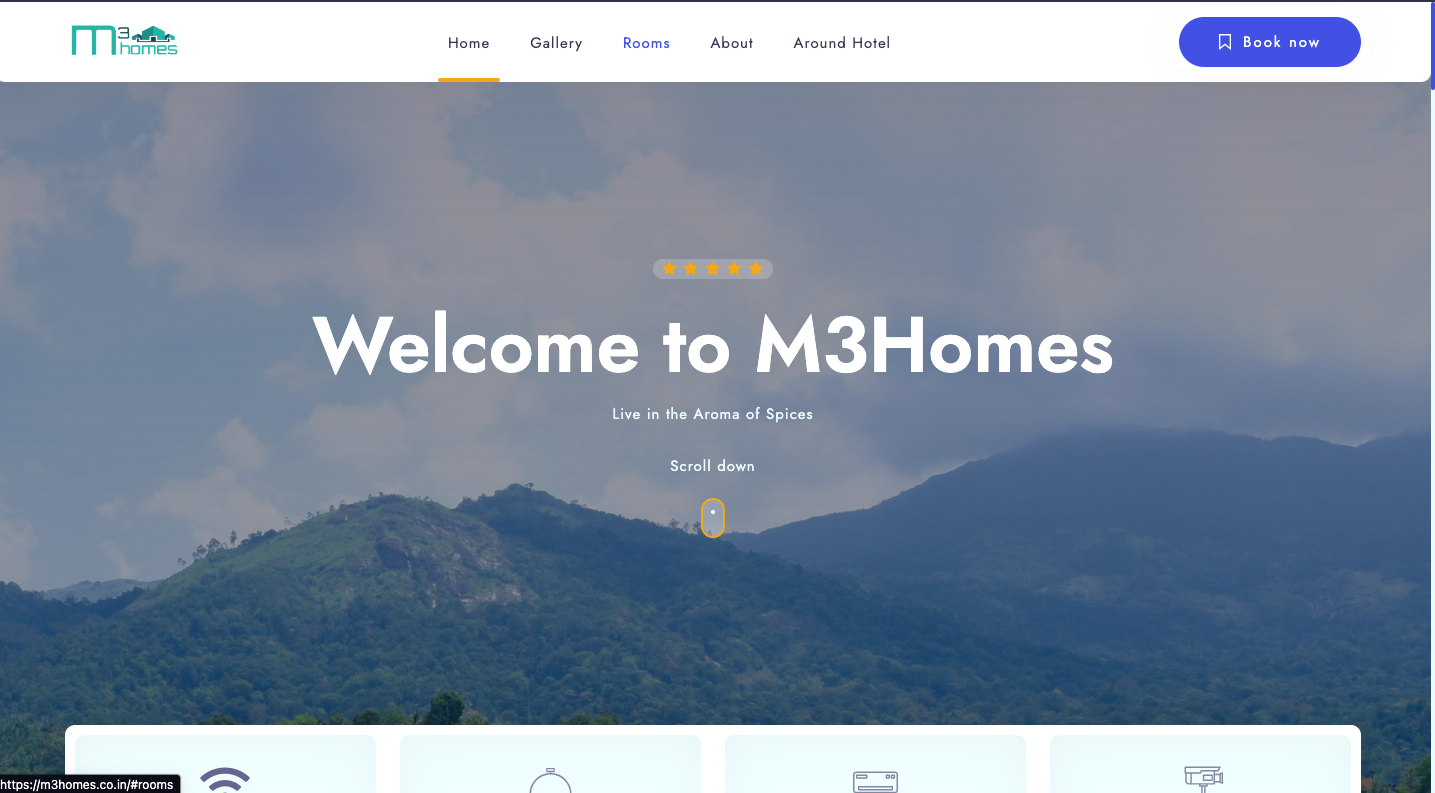 m3 homes
Home Gallery Rooms About Around Hotel Book now
Welcome to M3Homes
Live in the Aroma of Spices
Scroll down
https://m3homes.co.in/#rooms